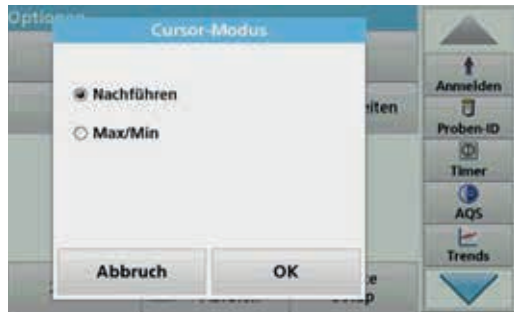 Optionen
Cursor-Modus
Nachführen
Max/Min
Abbruch
OK
Anmelden
Proben-ID
Timer
AQS
Trends